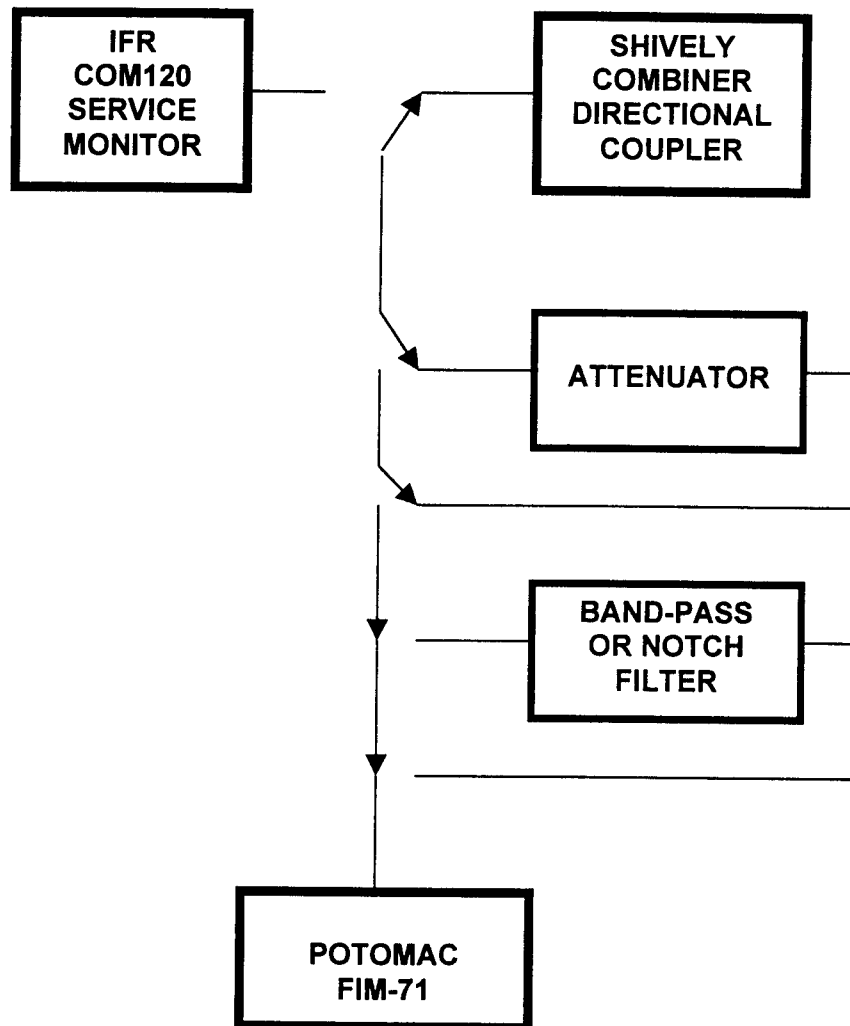 IFR
COM120
SERVICE
MONITOR
SHIVELY
COMBINER
DIRECTIONAL
COUPLER
ATTENUATOR
BAND-PASS
OR NOTCH
FILTER
POTOMAC
FIM-71